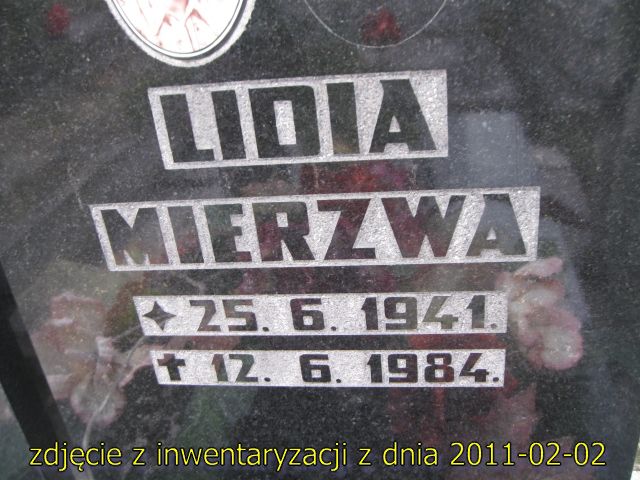 LIDIA
MIERZWA
✦ 25. 6. 1941.
✝ 12. 6. 1984.
zdjęcie z inwentaryzacji z dnia 2011-02-02